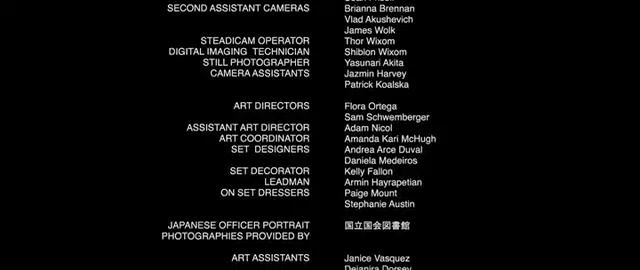 SECOND ASSISTANT CAMERAS Brianna Brennan
Vlad Akushevich
James Wolk
STEADICAM OPERATOR Thor Wixom
DIGITAL IMAGING TECHNICIAN Shiblon Wixom
STILL PHOTOGRAPHER Yasunari Akita
CAMERA ASSISTANTS Jazmin Harvey
Patrick Koalska
ART DIRECTORS Flora Ortega
Sam Schwemberger
ASSISTANT ART DIRECTOR Adam Nicol
ART COORDINATOR Amanda Kari McHugh
SET DESIGNERS Andrea Arce Duval
Daniela Medeiros
SET DECORATOR Kelly Fallon
LEADMAN Armin Hayrapetian
ON SET DRESSERS Paige Mount
Stephanie Austin
JAPANESE OFFICER PORTRAIT 国立国会図書館
PHOTOGRAPHIES PROVIDED BY
ART ASSISTANTS Janice Vasquez
Dejanira Dorsey